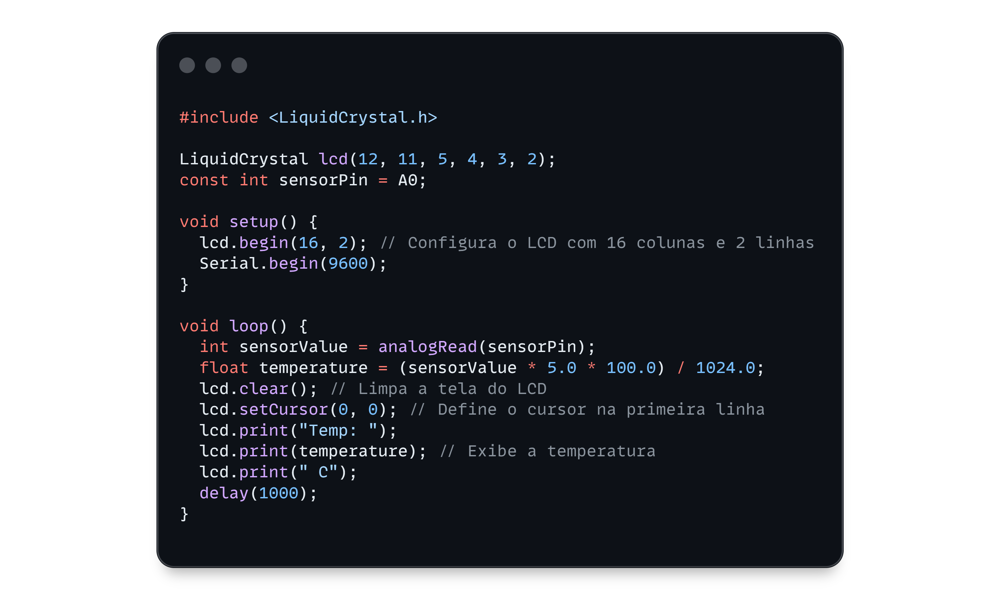 #include <LiquidCrystal.h>

LiquidCrystal lcd(12, 11, 5, 4, 3, 2);
const int sensorPin = A0;

void setup() {
  lcd.begin(16, 2); // Configura o LCD com 16 colunas e 2 linhas
  Serial.begin(9600);
}

void loop() {
  int sensorValue = analogRead(sensorPin);
  float temperature = (sensorValue * 5.0 * 100.0) / 1024.0;
  lcd.clear(); // Limpa a tela do LCD
  lcd.setCursor(0, 0); // Define o cursor na primeira linha
  lcd.print("Temp: ");
  lcd.print(temperature); // Exibe a temperatura
  lcd.print(" C");
  delay(1000);
}